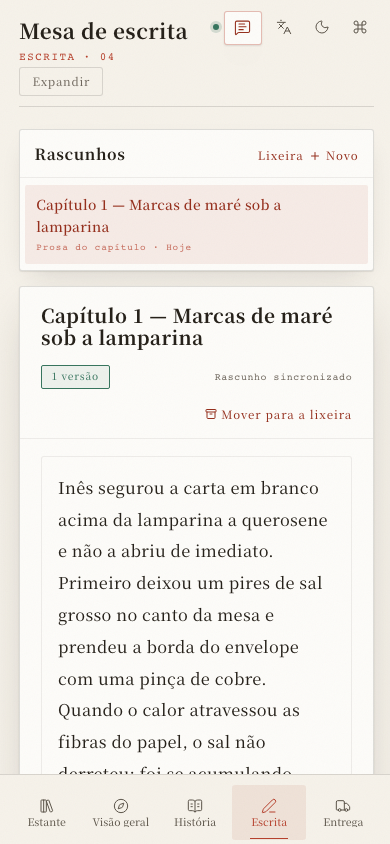 Mesa de escrita
ESCRITA · 04
Expandir
Rascunhos
Lixeira + Novo
Capítulo 1 — Marcas de maré sob a
lamparina
Prosa do capítulo · Hoje
Capítulo 1 — Marcas de maré
sob a lamparina
1 versão
Rascunho sincronizado
Mover para a lixeira
Inês segurou a carta em branco
acima da lamparina a querosene
e não a abriu de imediato.
Primeiro deixou um pires de sal
grosso no canto da mesa e
prendeu a borda do envelope
com uma pinça de cobre.
Quando o calor atravessou as
fibras do papel, o sal não
derreteu: foi se acumulando
Estante
Visão geral
História
Escrita
Entrega